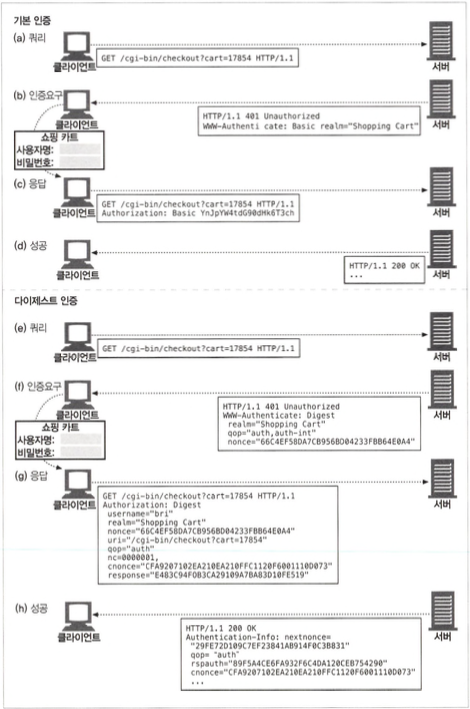 기본 인증
(a) 쿼리
클라이언트
GET /cgi-bin/checkout?cart=17854 HTTP/1.1
서버
(b) 인증요구
클라이언트
HTTP/1.1 401 Unauthorized
WWW-Authenti cate: Basic realm="Shopping Cart"
서버
쇼핑 카트
사용자명:
비밀번호:
(c) 응답
클라이언트
GET /cgi-bin/checkout?cart=17854 HTTP/1.1
Authorization: Basic YnJpYW4tdG90dHk6T3ch
서버
(d) 성공
클라이언트
HTTP/1.1 200 OK
...
서버
다이제스트 인증
(e) 쿼리
클라이언트
GET /cgi-bin/checkout?cart=17854 HTTP/1.1
서버
(f) 인증요구
클라이언트
HTTP/1.1 401 Unauthorized
WWW-Authenticate: Digest
realm="Shopping Cart"
qop="auth,auth-int"
nonce="66C4EF58DA7CB956BD04233FBB64E0A4"
서버
쇼핑 카트
사용자명:
비밀번호:
(g) 응답
클라이언트
GET /cgi-bin/checkout?cart=17854 HTTP/1.1
Authorization: Digest
username="bri"
realm="Shopping Cart"
nonce="66C4EF58DA7CB956BD04233FBB64E0A4"
uri="/cgi-bin/checkout?cart=17854"
qop="auth"
nc=0000001,
cnonce="CFA9207102EA210EA210FFC1120F6001110D073"
response="E483C94FOB3CA29109A7BA83D10FE519"
서버
(h) 성공
클라이언트
HTTP/1.1 200 OK
Authentication-Info: nextnonce=
"29FE72D109C7EF23841AB914F0C3B831"
qop= "auth"
rspauth="89F5A4CE6FA932F6C4DA120CEB754290"
cnonce="CFA9207102EA210EA210FFC1120F6001110D073"
...
서버